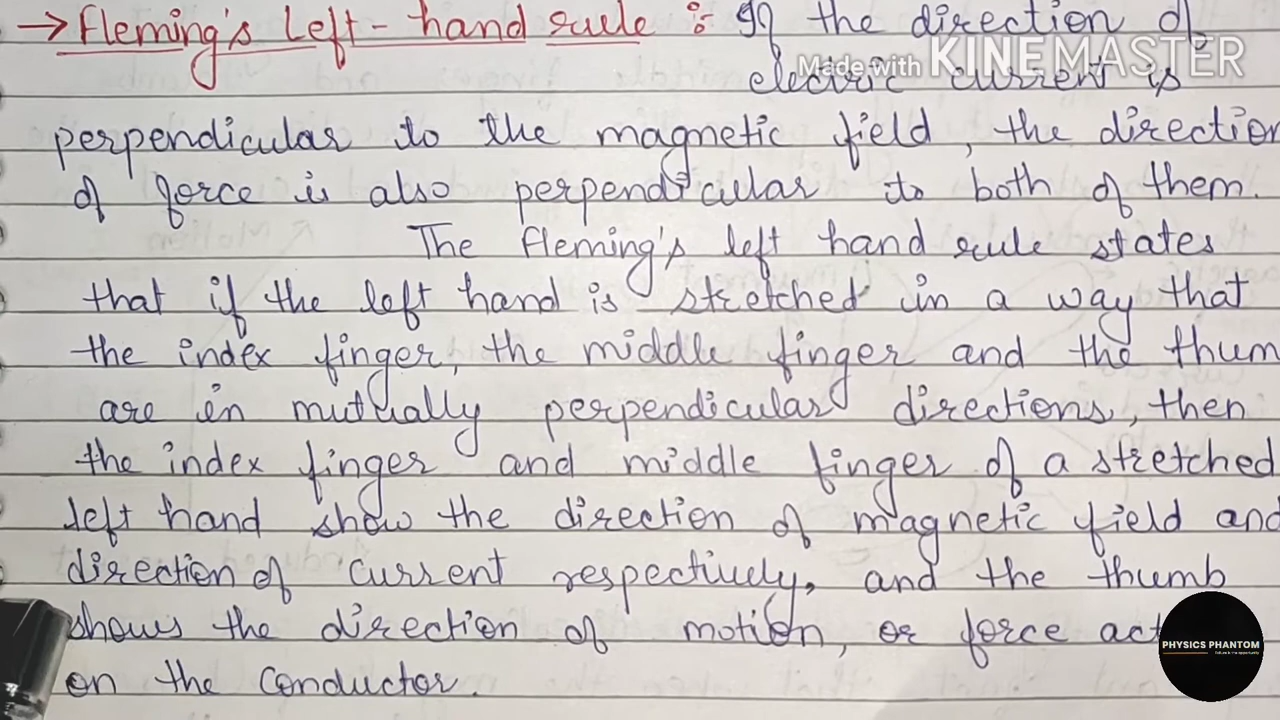 → Fleming's Left-hand rule :- If the direction of
Made with KINEMASTER
electric current is
perpendicular to the magnetic field, the direction
of force is also perpendicular to both of them.
The Fleming's left hand rule states
that if the left hand is stretched in a way that
the index finger, the middle finger and the thum
are in mutually perpendicular directions, then
the index finger and middle finger of a stretched
left hand show the direction of magnetic field and
direction of current respectively, and the thumb
shows the direction of motion, or force act
PHYSICS PHANTOM
on the conductor.